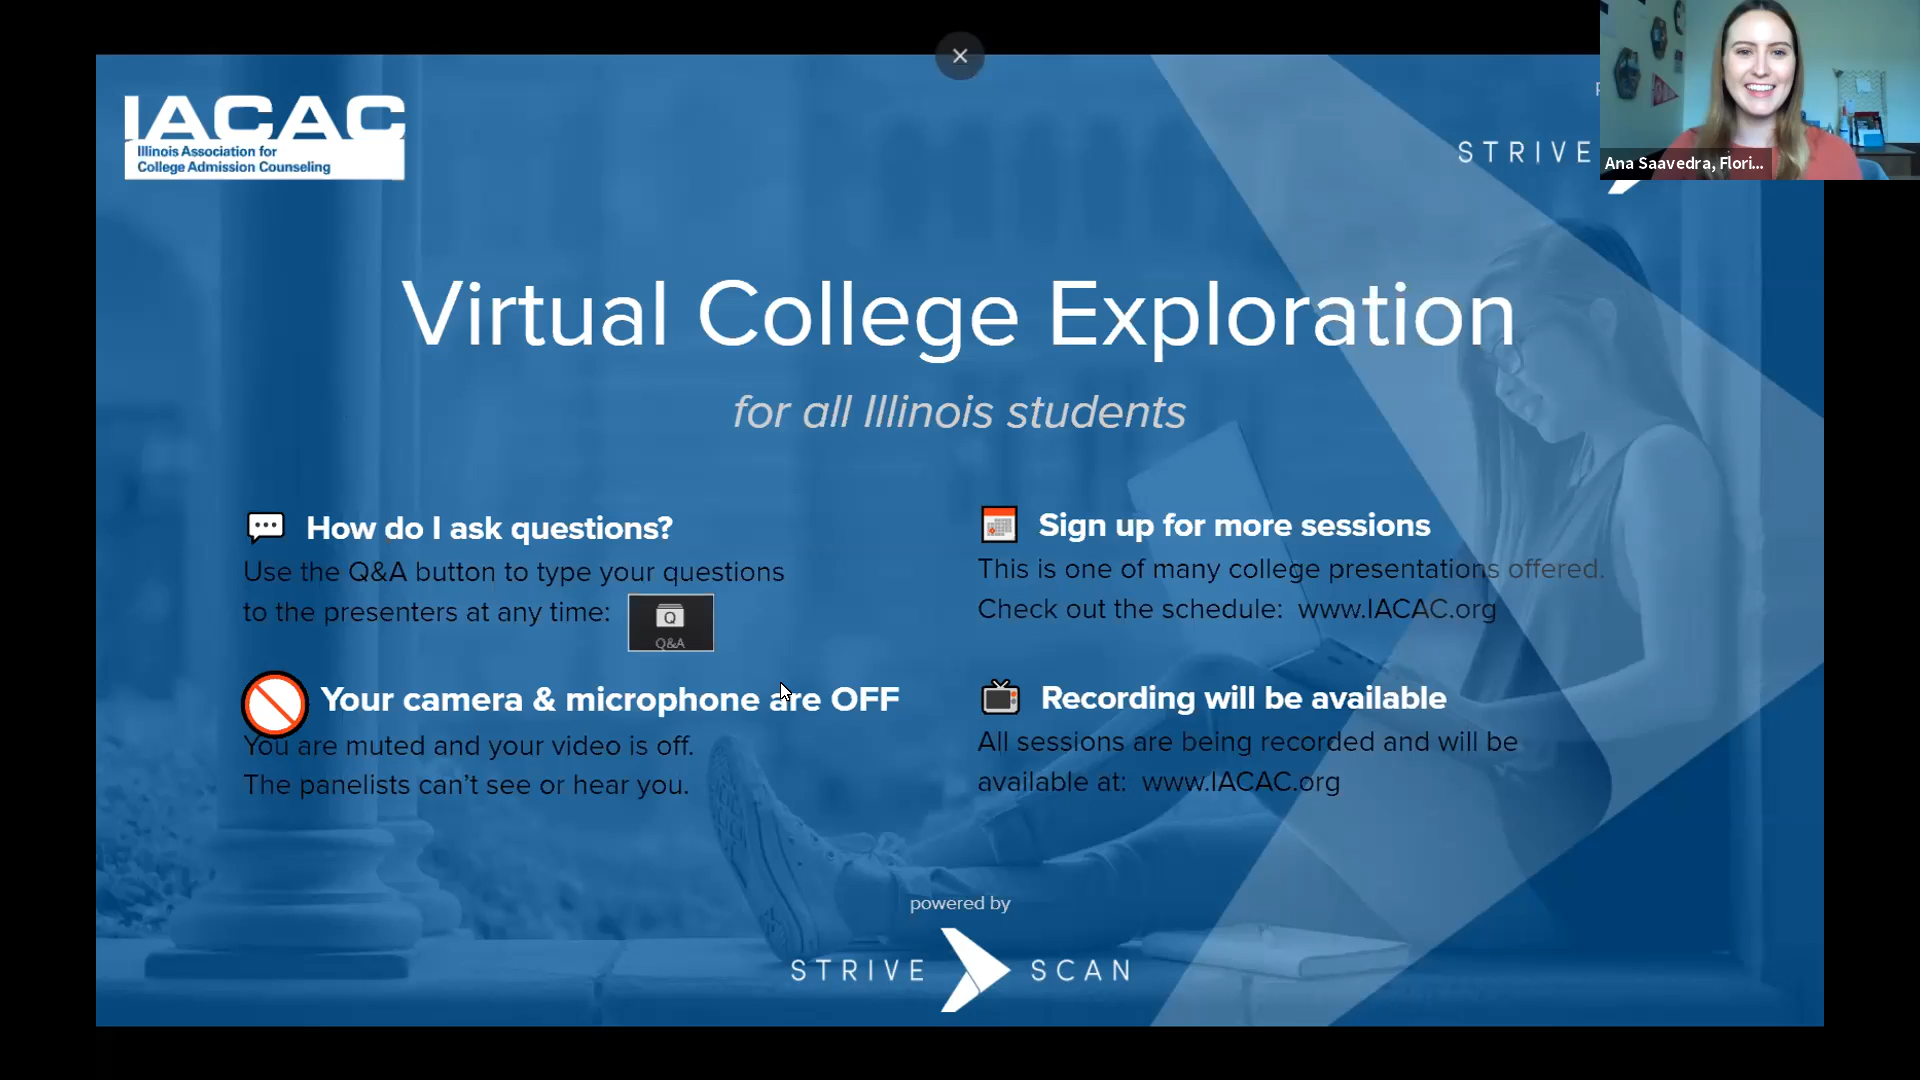 IACAC
Illinois Association for
College Admission Counseling
STRIVE
Ana Saavedra, Flori...
Virtual College Exploration
for all Illinois students
How do I ask questions?
Use the Q&A button to type your questions
to the presenters at any time:
Q
Q&A
Your camera & microphone are OFF
You are muted and your video is off.
The panelists can't see or hear you.
Sign up for more sessions
This is one of many college presentations offered.
Check out the schedule: www.IACAC.org
Recording will be available
All sessions are being recorded and will be
available at: www.IACAC.org
powered by
STRIVE SCAN